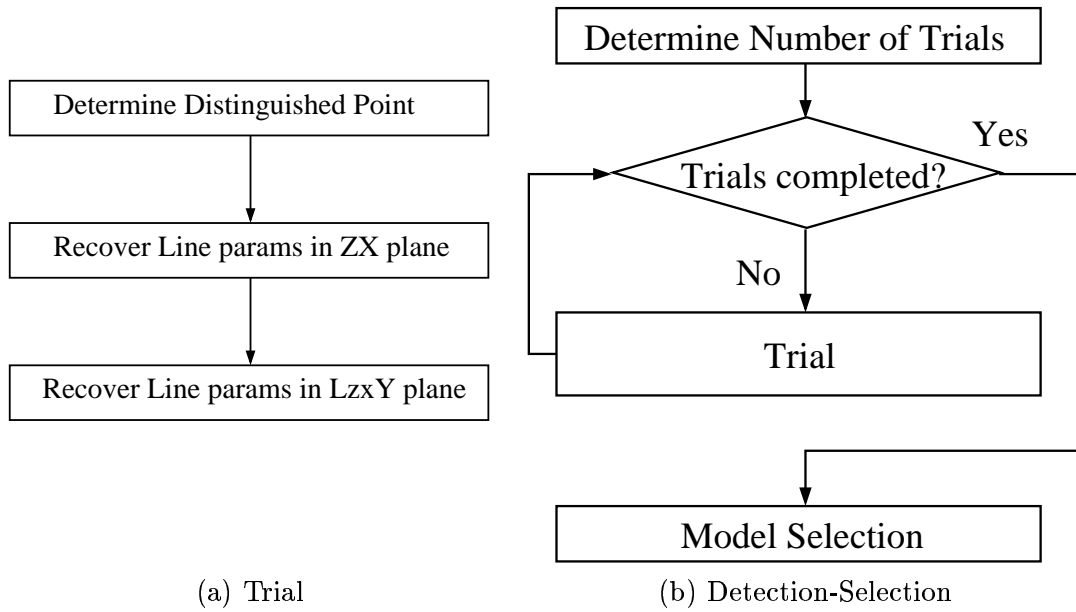 Determine Distinguished Point
Recover Line params in ZX plane
Recover Line params in LzxY plane
(a) Trial
Determine Number of Trials
Trials completed?
Yes
No
Trial
Model Selection
(b) Detection-Selection